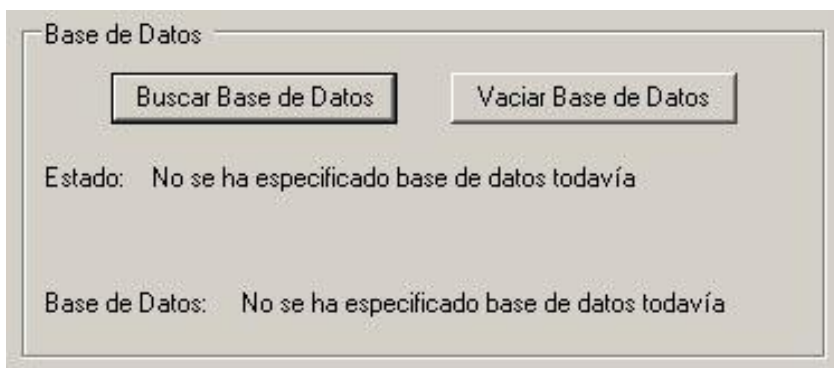 Base de Datos
Buscar Base de Datos Vaciar Base de Datos
Estado: No se ha especificado base de datos todavía
Base de Datos: No se ha especificado base de datos todavía